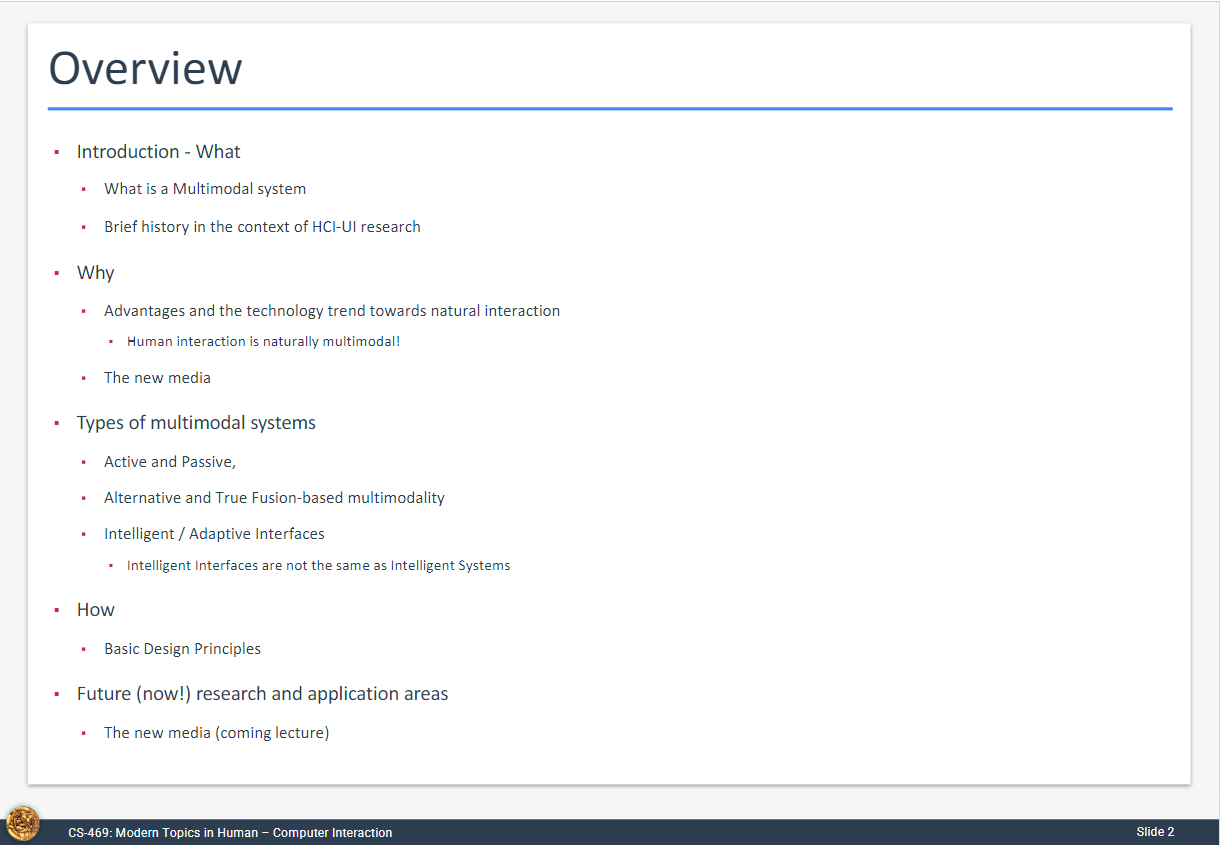 Overview
Introduction - What
What is a Multimodal system
Brief history in the context of HCI-UI research
Why
Advantages and the technology trend towards natural interaction
Human interaction is naturally multimodal!
The new media
Types of multimodal systems
Active and Passive,
Alternative and True Fusion-based multimodality
Intelligent / Adaptive Interfaces
Intelligent Interfaces are not the same as Intelligent Systems
How
Basic Design Principles
Future (now!) research and application areas
The new media (coming lecture)
CS-469: Modern Topics in Human – Computer Interaction
Slide 2